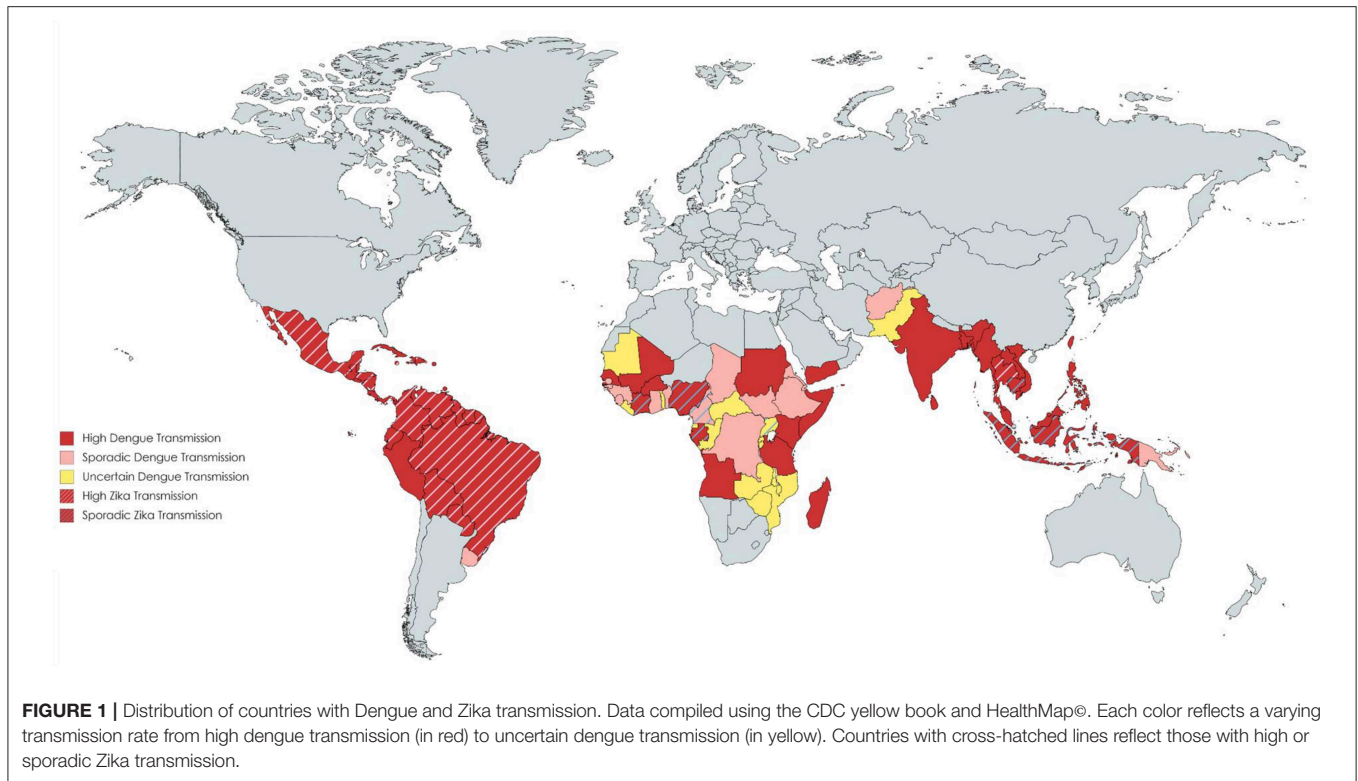 High Dengue Transmission
Sporadic Dengue Transmission
Uncertain Dengue Transmission
High Zika Transmission
Sporadic Zika Transmission
FIGURE 1 | Distribution of countries with Dengue and Zika transmission. Data compiled using the CDC yellow book and HealthMap©. Each color reflects a varying
transmission rate from high dengue transmission (in red) to uncertain dengue transmission (in yellow). Countries with cross-hatched lines reflect those with high or
sporadic Zika transmission.